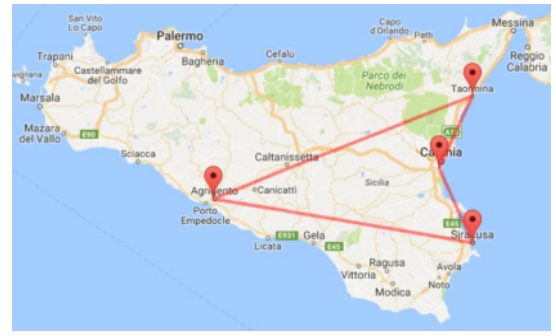 San Vito
Lo Capo
Palermo
Trapani
Castellammare
del Golfo
Bagheria
Cefalù
Capo
d'Orlando
Patti
Messina
Reggio
Calabria
Marsala
Mazara
del Vallo
E90
Parco dei
Nebrodi
Taormina
A18
Sciacca
Caltanissetta
Catania
Agrigento
Canicattì
Sicilia
Porto
Empedocle
E931
Gela
Licata
E45
E45
Siracusa
Ragusa
Avola
Vittoria
Noto
Modica